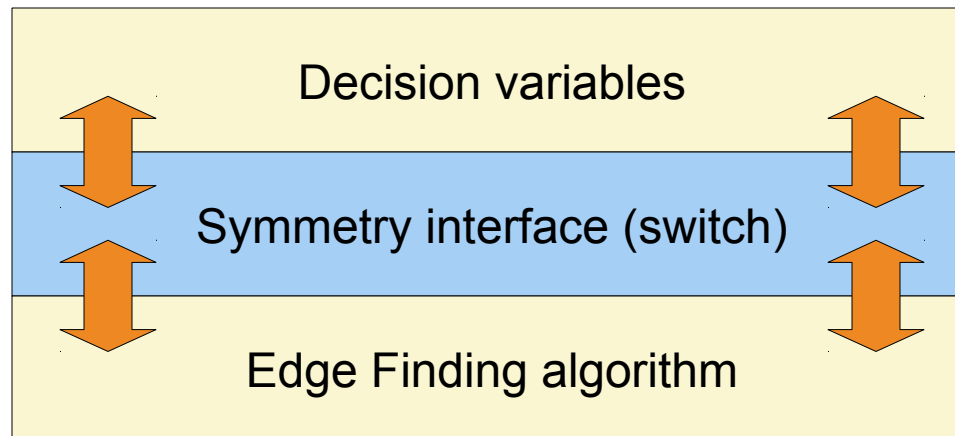 Decision variables
Symmetry interface (switch)
Edge Finding algorithm